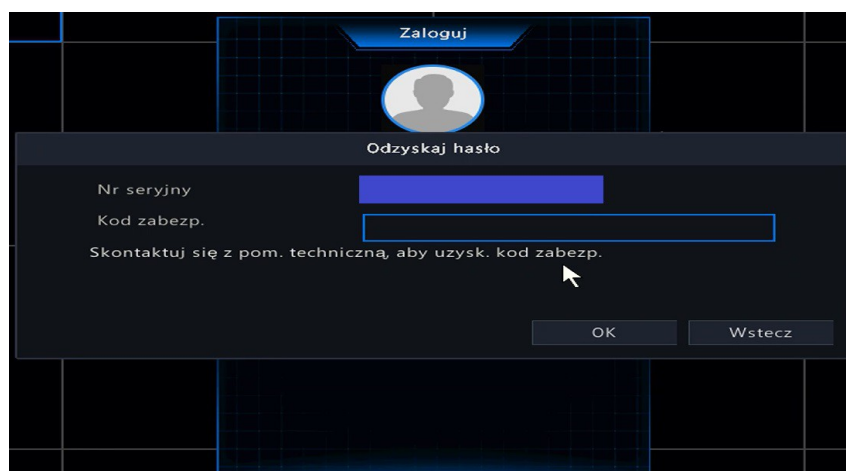 Zaloguj
Odzyskaj hasło
Nr seryjny
Kod zabezp.
Skontaktuj się z pom. techniczną, aby uzysk. kod zabezp.
OK Wstecz